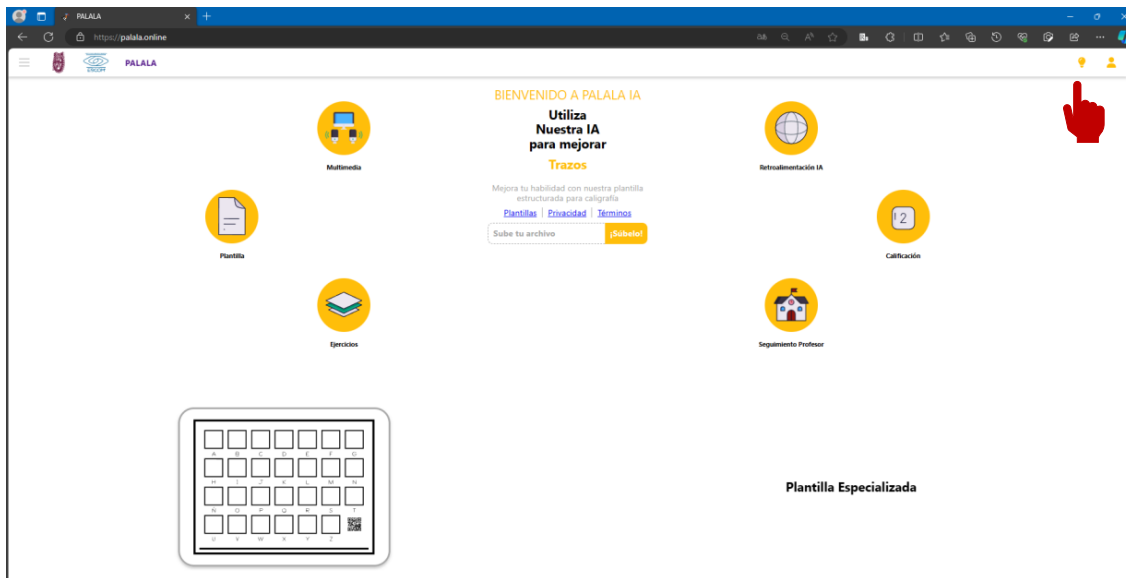 PALALA
https://palala.online
PALALA
BIENVENIDO A PALALA IA
Utiliza
Nuestra IA
para mejorar
Trazos
Mejora tu habilidad con nuestra plantilla
estructurada para caligrafía
Plantillas | Privacidad | Términos
Sube tu archivo ¡Súbelo!
Multimedia
Plantilla
Ejercicios
Retroalimentación IA
2
Calificación
Seguimiento Profesor
A B C D E F G
H I J K L M N
Ñ O P Q R S T
U V W X Y Z
Plantilla Especializada